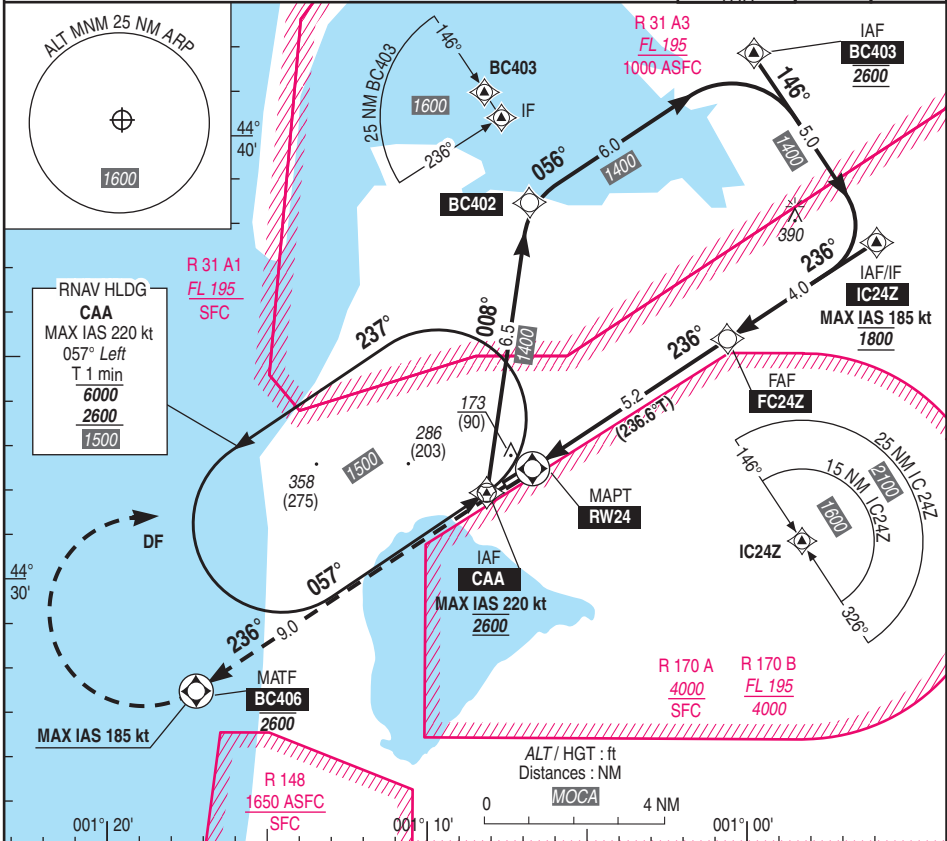 ALT MNM 25 NM ARP
1600
44°
40'
25 NM BC403
146°
BC403
1600
IF
236°
R 31 A3
FL 195
1000 ASFC
IAF
BC403
2600
146°
5.0
1400
056°
6.0
1400
BC402
390
236°
4.0
IAF/IF
IC24Z
MAX IAS 185 kt
1800
R 31 A1
FL 195
SFC
RNAV HLDG
CAA
MAX IAS 220 kt
057° Left
T 1 min
6000
2600
1500
237°
008°
6.5
1400
236°
5.2
(236.6°T)
FAF
FC24Z
173
(90)
286
(203)
358
(275)
1500
MAPT
RW24
25 NM IC 24Z
2100
15 NM IC24Z
1600
146°
IC24Z
326°
DF
44°
30'
057°
IAF
CAA
MAX IAS 220 kt
2600
236°
9.0
MATF
BC406
2600
MAX IAS 185 kt
R 170 A
4000
SFC
R 170 B
FL 195
4000
R 148
1650 ASFC
SFC
ALT / HGT : ft
Distances : NM
MOCA
0 4 NM
001° 20'
001° 10'
001° 00'